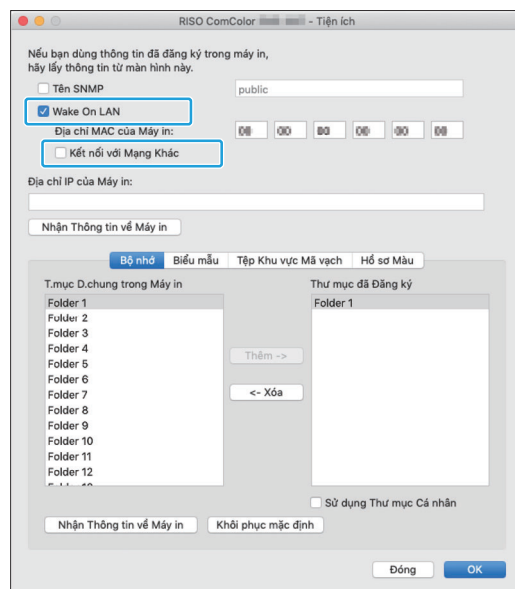 RISO ComColor - Tiện ích
Nếu bạn dùng thông tin đã đăng ký trong máy in,
hãy lấy thông tin từ màn hình này.
Tên SNMP
public
Wake On LAN
Địa chỉ MAC của Máy in:
Kết nối với Mạng Khác
Địa chỉ IP của Máy in:
Nhận Thông tin về Máy in
Bộ nhớ Biểu mẫu Tệp Khu vực Mã vạch Hồ sơ Màu
T.mục D.chung trong Máy in
Folder 1
Folder 2
Folder 3
Folder 4
Folder 5
Folder 6
Folder 7
Folder 8
Folder 9
Folder 10
Folder 11
Folder 12
Thêm ->
<- Xóa
Thư mục đã Đăng ký
Folder 1
Sử dụng Thư mục Cá nhân
Nhận Thông tin về Máy in
Khôi phục mặc định
Đóng
OK